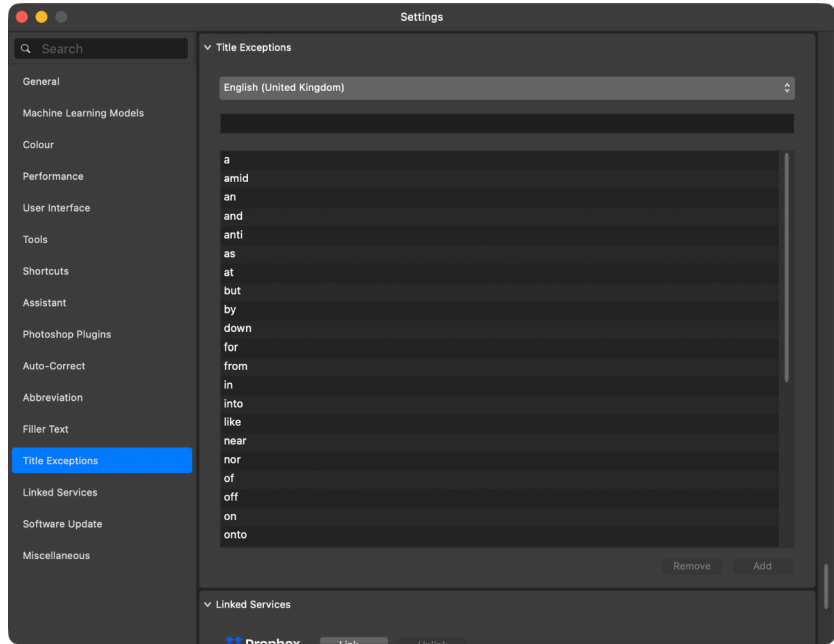 Settings
Search
General
Machine Learning Models
Colour
Performance
User Interface
Tools
Shortcuts
Assistant
Photoshop Plugins
Auto-Correct
Abbreviation
Filler Text
Title Exceptions
Linked Services
Software Update
Miscellaneous
Title Exceptions
English (United Kingdom)
a
amid
an
and
anti
as
at
but
by
down
for
from
in
into
like
near
nor
of
off
on
onto
Remove Add
Linked Services
Dropbox Link... Unlink